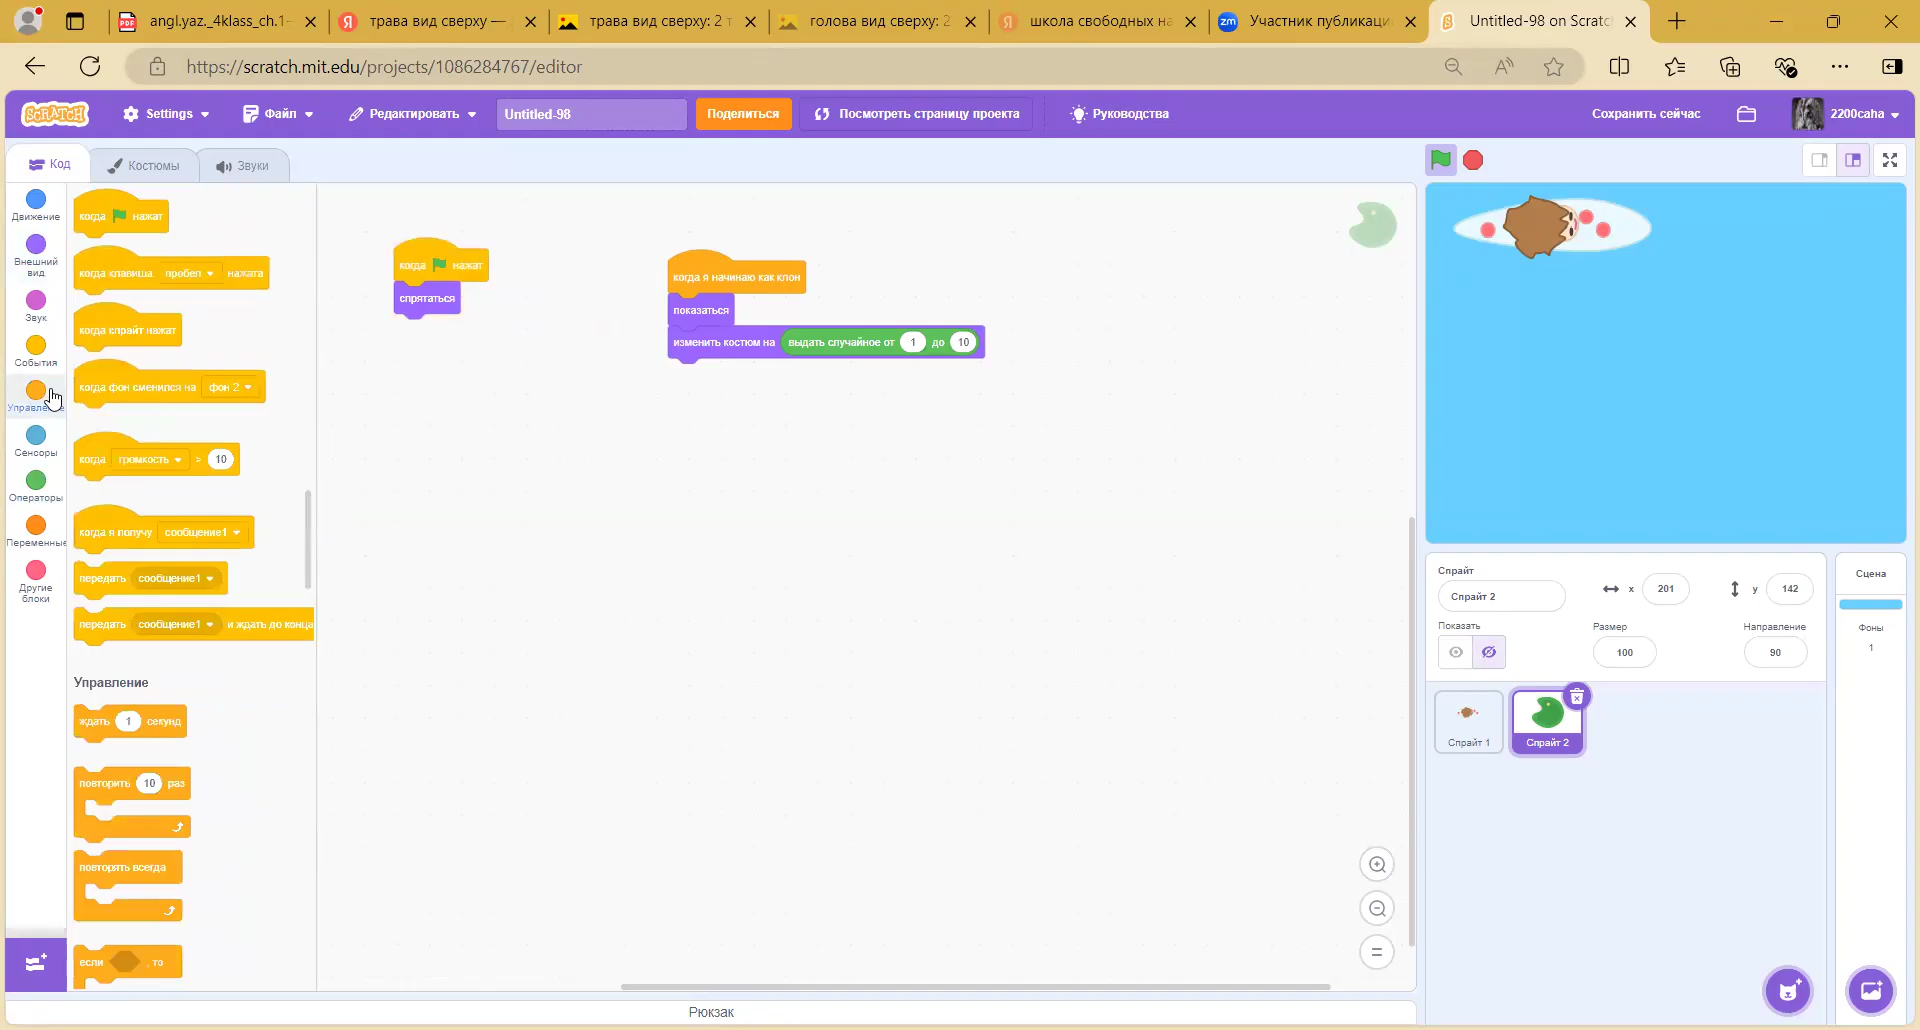 angl.yaz._4klass_ch.1-
трава вид сверху —
трава вид сверху: 2 т
голова вид сверху: 2
школа свободных на
Участник публикаци
Untitled-98 on Scratc
https://scratch.mit.edu/projects/1086284767/editor
SCRATCH
Settings
Файл
Редактировать
Untitled-98
Поделиться
Посмотреть страницу проекта
Руководства
Сохранить сейчас
2200caha
Код
Костюмы
Звуки
Движение
Внешний
вид
Звук
События
Управлен
Сенсоры
Операторы
Переменные
Другие
блоки
когда нажат
когда клавиша пробел нажата
когда спрайт нажат
когда фон сменился на фон 2
когда громкость > 10
когда я получу сообщение1
передать сообщение1
передать сообщение1 и ждать до конца
Управление
ждать 1 секунд
повторить 10 раз
повторять всегда
если , то
когда нажат
спрятаться
когда я начинаю как клон
показаться
изменить костюм на выдать случайное от 1 до 10
Спрайт
Спрайт 2
x 201
y 142
Показать
Размер
100
Направление
90
Спрайт 1
Спрайт 2
Сцена
Фоны
1
Рюкзак